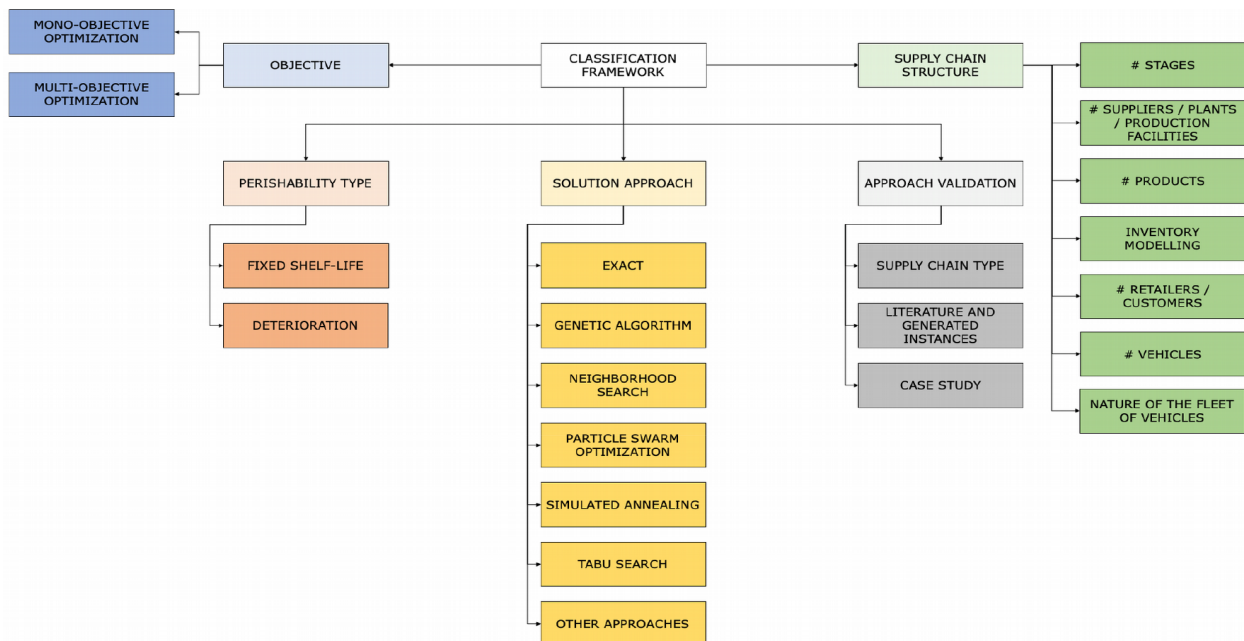 MONO-OBJECTIVE
OPTIMIZATION
MULTI-OBJECTIVE
OPTIMIZATION
OBJECTIVE
CLASSIFICATION
FRAMEWORK
SUPPLY CHAIN
STRUCTURE
# STAGES
# SUPPLIERS / PLANTS
/ PRODUCTION
FACILITIES
# PRODUCTS
INVENTORY
MODELLING
# RETAILERS /
CUSTOMERS
# VEHICLES
NATURE OF THE FLEET
OF VEHICLES
PERISHABILITY TYPE
FIXED SHELF-LIFE
DETERIORATION
SOLUTION APPROACH
EXACT
GENETIC ALGORITHM
NEIGHBORHOOD
SEARCH
PARTICLE SWARM
OPTIMIZATION
SIMULATED ANNEALING
TABU SEARCH
OTHER APPROACHES
APPROACH VALIDATION
SUPPLY CHAIN TYPE
LITERATURE AND
GENERATED
INSTANCES
CASE STUDY